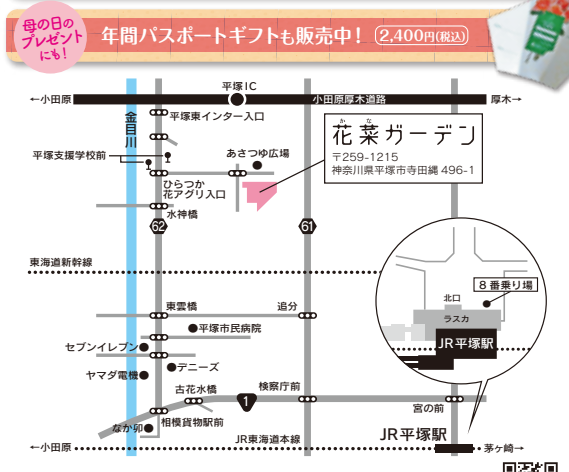 母の日の
プレゼント
にも!
年間パスポートギフトも販売中! 2,400円(税込)
平塚IC
←小田原
小田原厚木道路
厚木→
金目川
平塚東インター入口
平塚支援学校前
あさつゆ広場
か な
花菜ガーデン
〒259-1215
神奈川県平塚市寺田縄 496-1
ひらつか
花アグリ入口
水神橋
62
61
東海道新幹線
8番乗り場
北口
ラスカ
JR平塚駅
東雲橋
追分
平塚市民病院
セブンイレブン
デニーズ
ヤマダ電機
古花水橋
1
検察庁前
宮の前
なか卯
相模貨物駅前
JR東海道本線
JR平塚駅
←小田原
茅ヶ崎→